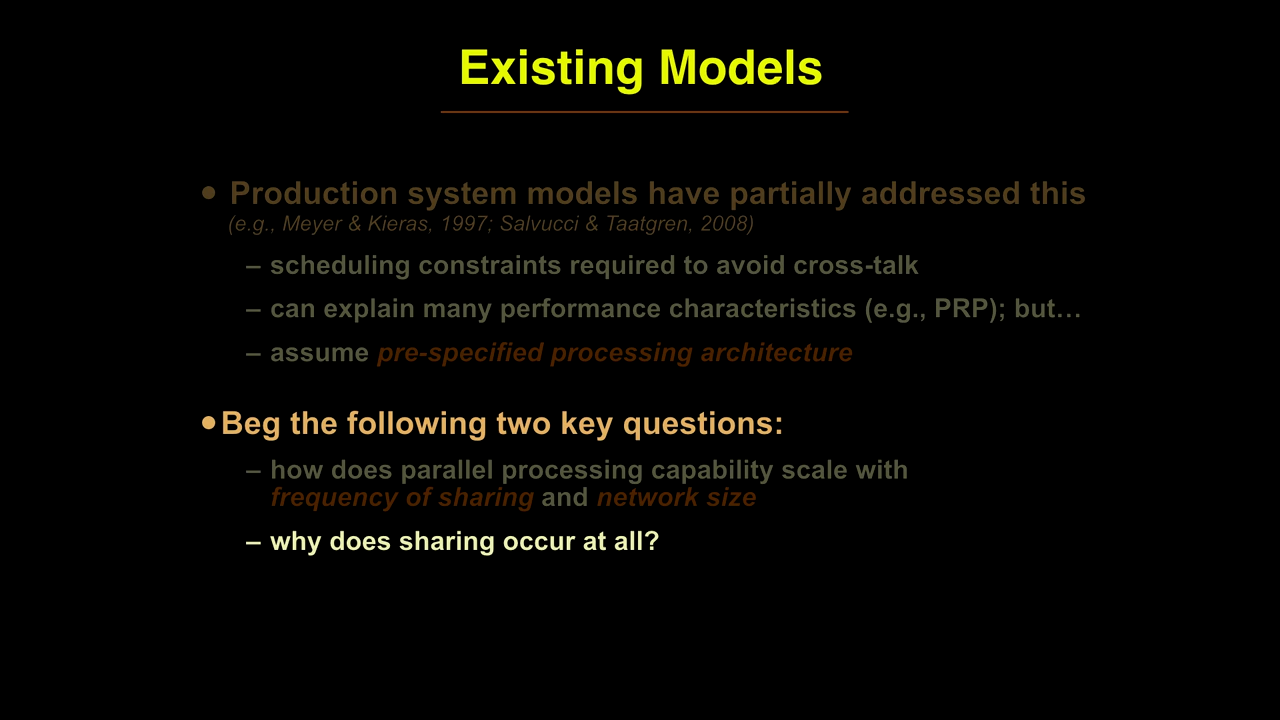 Existing Models
• Production system models have partially addressed this
(e.g., Meyer & Kieras, 1997; Salvucci & Taatgren, 2008)
– scheduling constraints required to avoid cross-talk
– can explain many performance characteristics (e.g., PRP); but…
– assume pre-specified processing architecture
• Beg the following two key questions:
– how does parallel processing capability scale with
frequency of sharing and network size
– why does sharing occur at all?